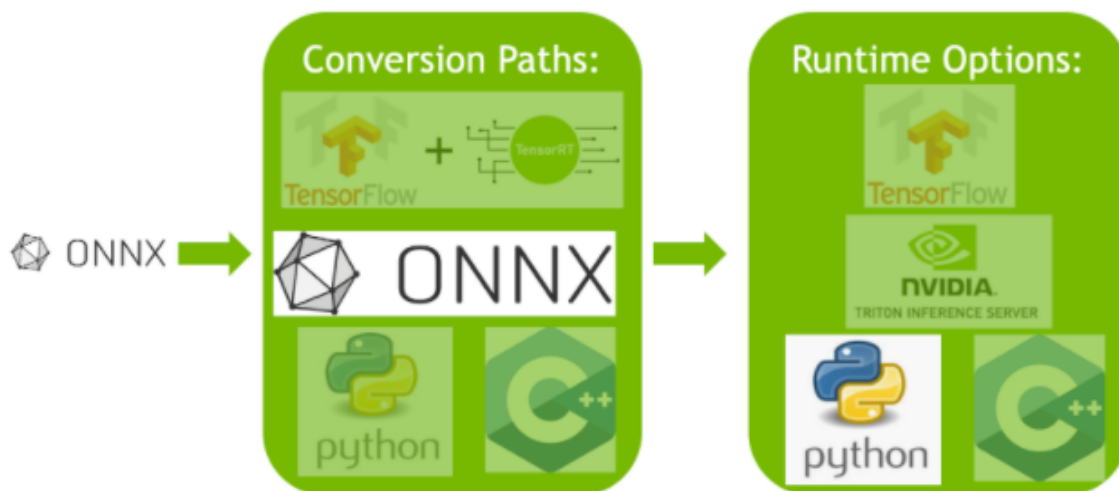 ONNX
Conversion Paths:
TensorFlow
+
TensorRT
ONNX
python
C++
Runtime Options:
TensorFlow
NVIDIA.
TRITON INFERENCE SERVER
python
C++